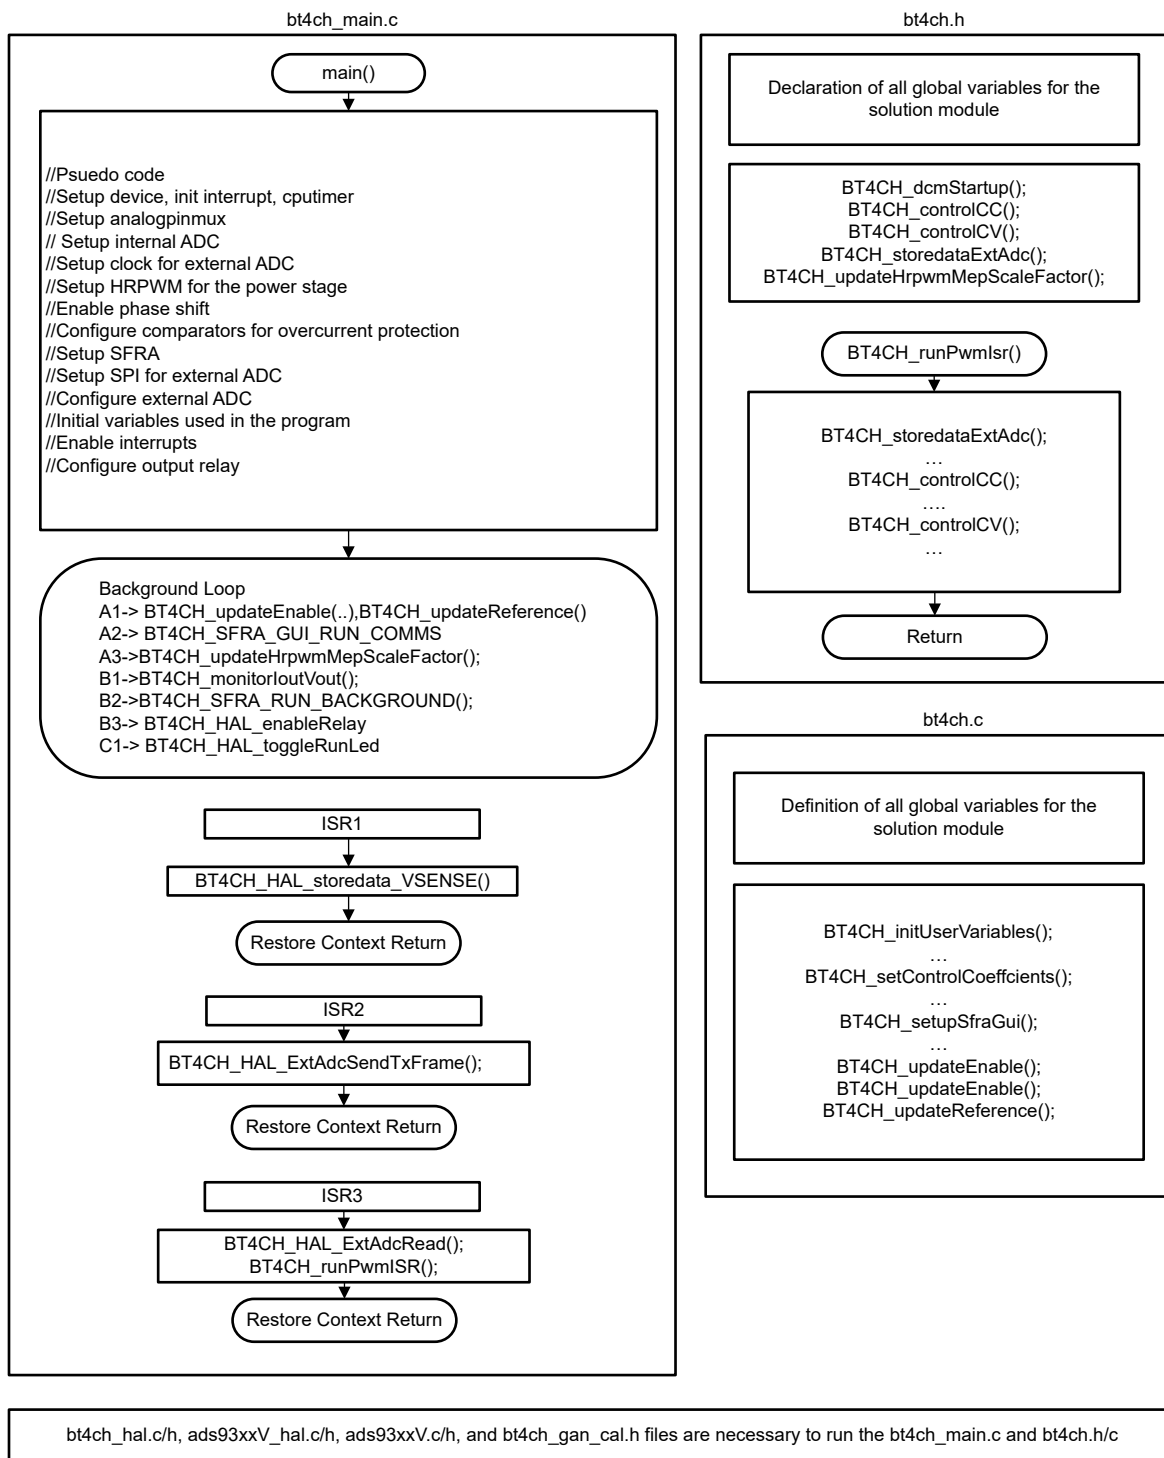 bt4ch_main.c
main()
//Psuedo code
//Setup device, init interrupt, cputimer
//Setup analogpinmux
// Setup internal ADC
//Setup clock for external ADC
//Setup HRPWM for the power stage
//Enable phase shift
//Configure comparators for overcurrent protection
//Setup SFRA
//Setup SPI for external ADC
//Configure external ADC
//Initial variables used in the program
//Enable interrupts
//Configure output relay
Background Loop
A1-> BT4CH_updateEnable(..),BT4CH_updateReference()
A2-> BT4CH_SFRA_GUI_RUN_COMMS
A3->BT4CH_updateHrpwmMepScaleFactor();
B1->BT4CH_monitorIoutVout();
B2->BT4CH_SFRA_RUN_BACKGROUND();
B3-> BT4CH_HAL_enableRelay
C1-> BT4CH_HAL_toggleRunLed
ISR1
BT4CH_HAL_storedata_VSENSE()
Restore Context Return
ISR2
BT4CH_HAL_ExtAdcSendTxFrame();
Restore Context Return
ISR3
BT4CH_HAL_ExtAdcRead();
BT4CH_runPwmISR();
Restore Context Return
bt4ch.h
Declaration of all global variables for the
solution module
BT4CH_dcmStartup();
BT4CH_controlCC();
BT4CH_controlCV();
BT4CH_storedataExtAdc();
BT4CH_updateHrpwmMepScaleFactor();
BT4CH_runPwmIsr()
BT4CH_storedataExtAdc();
…
BT4CH_controlCC();
….
BT4CH_controlCV();
…
Return
bt4ch.c
Definition of all global variables for the
solution module
BT4CH_initUserVariables();
…
BT4CH_setControlCoeffcients();
…
BT4CH_setupSfraGui();
…
BT4CH_updateEnable();
BT4CH_updateEnable();
BT4CH_updateReference();
bt4ch_hal.c/h, ads93xxV_hal.c/h, ads93xxV.c/h, and bt4ch_gan_cal.h files are necessary to run the bt4ch_main.c and bt4ch.h/c